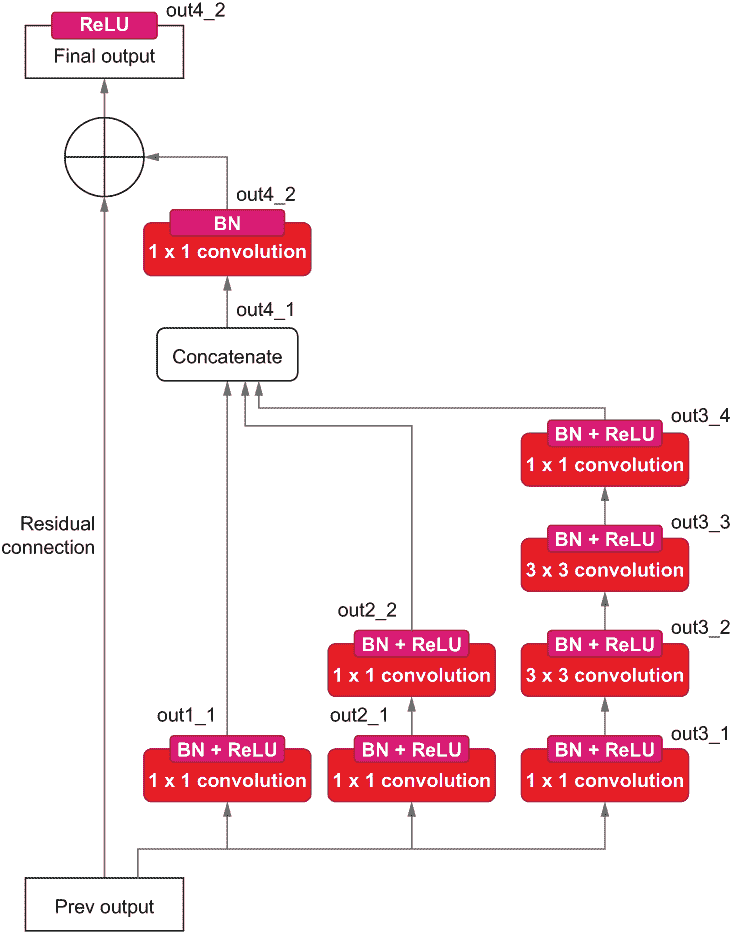 ReLU
out4_2
Final output
out4_2
BN
1 x 1 convolution
out4_1
Concatenate
out3_4
BN + ReLU
1 x 1 convolution
Residual
connection
out3_3
BN + ReLU
3 x 3 convolution
out2_2
BN + ReLU
1 x 1 convolution
out3_2
BN + ReLU
3 x 3 convolution
out1_1
BN + ReLU
1 x 1 convolution
out2_1
BN + ReLU
1 x 1 convolution
out3_1
BN + ReLU
1 x 1 convolution
Prev output